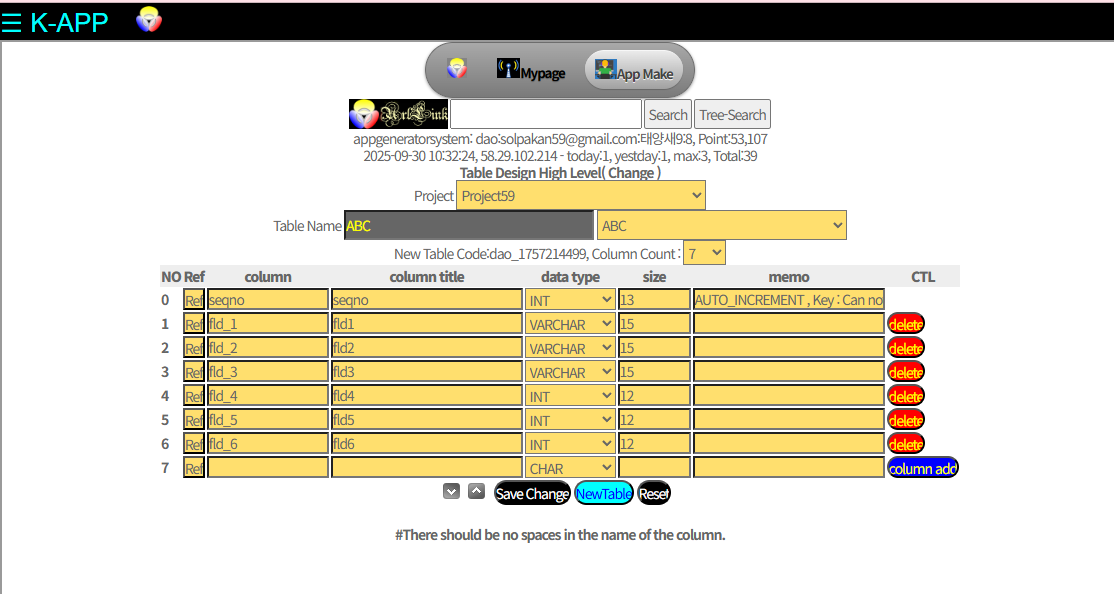 ☰ K-APP
Mypage App Make
UrlLink Search Tree-Search
appgeneratorsystem: dao:solpakan59@gmail.com:태양새9:8, Point:53,107
2025-09-30 10:32:24, 58.29.102.214 - today:1, yestday:1, max:3, Total:39
Table Design High Level( Change )
Project Project59
Table Name ABC ABC
New Table Code:dao_1757214499, Column Count : 7
NO Ref column column title data type size memo CTL
0 Ref seqno seqno INT 13 AUTO_INCREMENT , Key : Can no
1 Ref fld_1 fld1 VARCHAR 15 delete
2 Ref fld_2 fld2 VARCHAR 15 delete
3 Ref fld_3 fld3 VARCHAR 15 delete
4 Ref fld_4 fld4 INT 12 delete
5 Ref fld_5 fld5 INT 12 delete
6 Ref fld_6 fld6 INT 12 delete
7 Ref CHAR column add
Save Change NewTable Reset
#There should be no spaces in the name of the column.